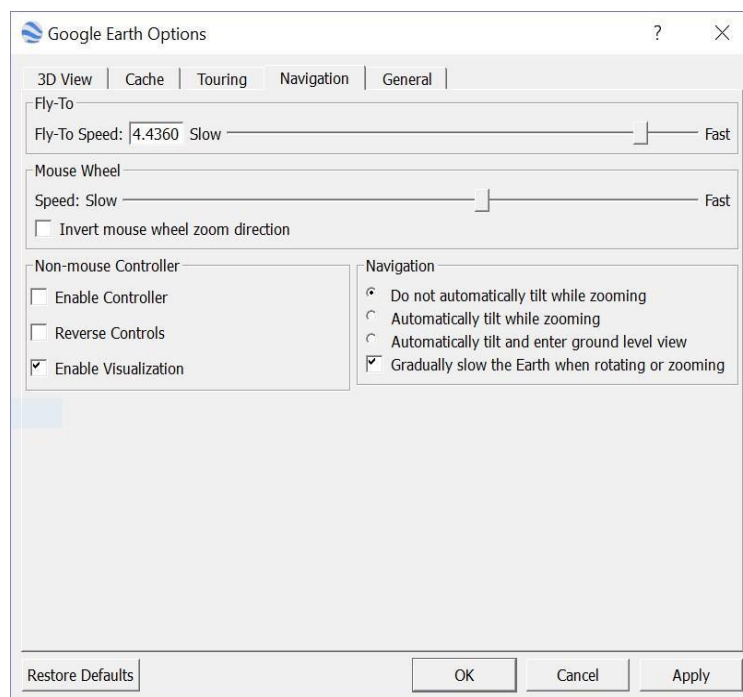 Google Earth Options
3D View Cache Touring Navigation General
Fly-To
Fly-To Speed: 4.4360 Slow Fast
Mouse Wheel
Speed: Slow Fast
Invert mouse wheel zoom direction
Non-mouse Controller
Enable Controller
Reverse Controls
Enable Visualization
Navigation
Do not automatically tilt while zooming
Automatically tilt while zooming
Automatically tilt and enter ground level view
Gradually slow the Earth when rotating or zooming
Restore Defaults OK Cancel Apply